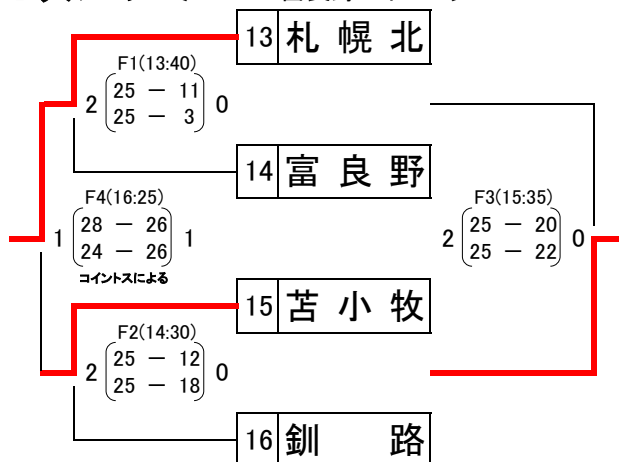 13 札幌北
F1(13:40)
2 25 － 11 0
25 － 3
14 富良野
F4(16:25)
1 28 － 26 1
24 － 26
コイントスによる
F3(15:35)
2 25 － 20 0
25 － 22
15 苫小牧
F2(14:30)
2 25 － 12 0
25 － 18
16 釧路